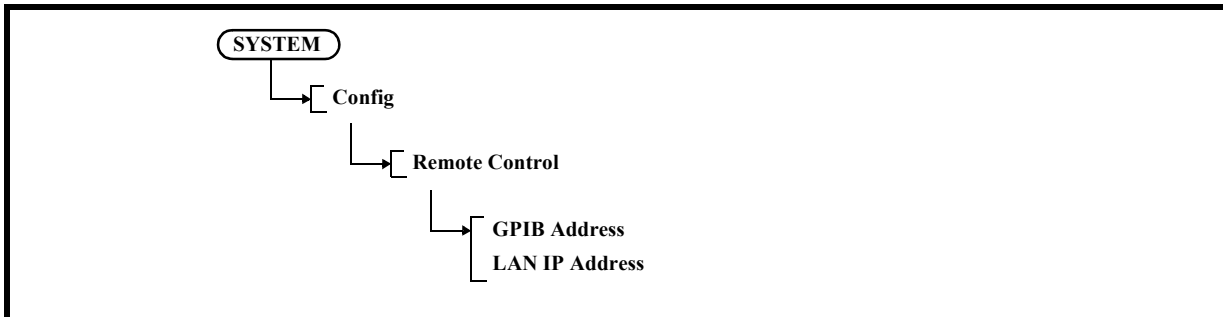 SYSTEM
Config
Remote Control
GPIB Address
LAN IP Address